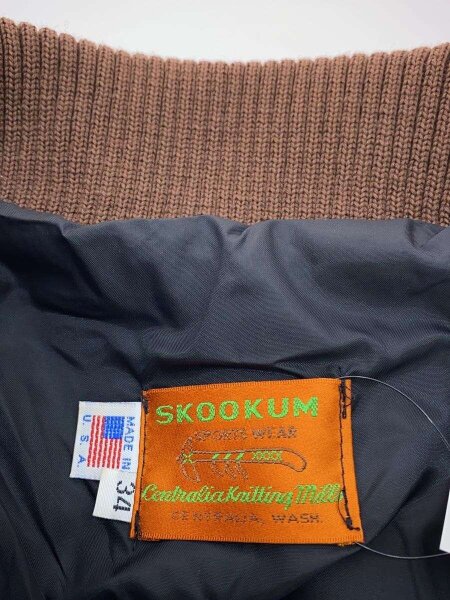 SKOOKUM
SPORTS WEAR
Centralia Knitting Mills
CENTRALIA, WASH.
MADE IN
U.S.A.
34